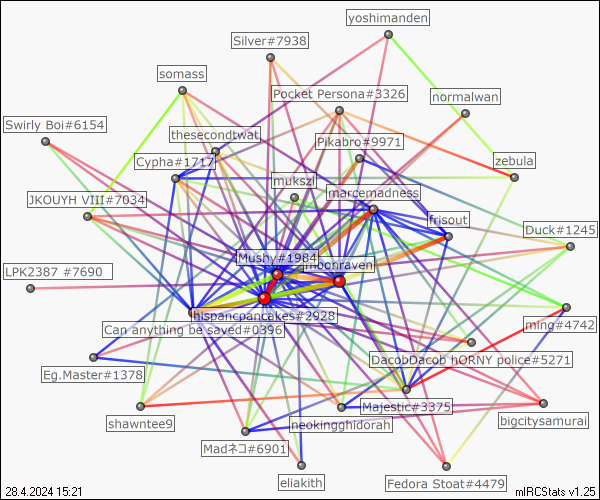 yoshimanden
Silver#7938
somass
Pocket Persona#3326
normalwan
Swirly Boi#6154
thesecondtwat
Pikabro#9971
Cypha#1717
zebula
mukszi
marcemadness
JKOUYH VIII#7034
frisout
Duck#1245
Mushy#1984
moonraven
LPK2387 #7690
hispancpancakes#2928
Can anything be saved#0396
ming#4742
DacobDacob hORNY police#5271
Eg.Master#1378
Majestic#3375
shawntee9
neokingghidorah
bigcitysamurai
Madネコ#6901
eliakith
Fedora Stoat#4479
28.4.2024 15:21
mIRCStats v1.25